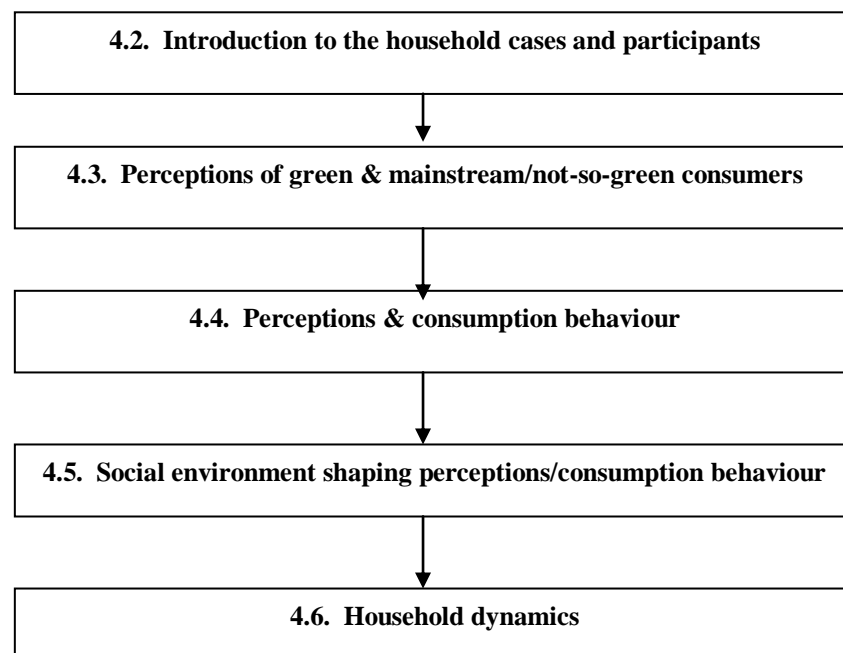 4.2. Introduction to the household cases and participants
4.3. Perceptions of green & mainstream/not-so-green consumers
4.4. Perceptions & consumption behaviour
4.5. Social environment shaping perceptions/consumption behaviour
4.6. Household dynamics